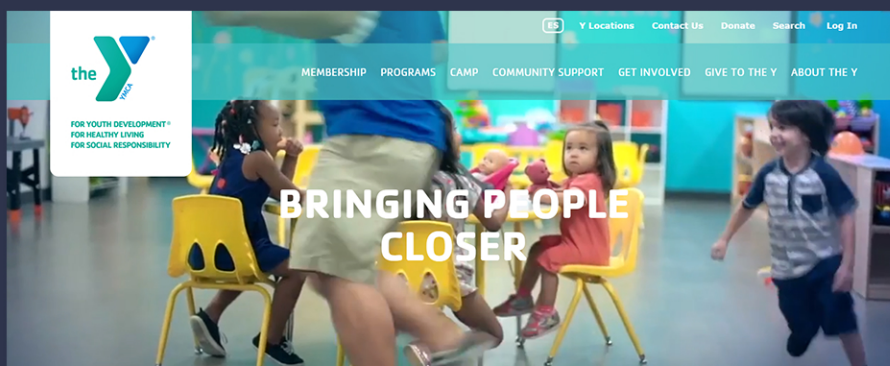 ES Y Locations Contact Us Donate Search Log In
the Y ®
YMCA
MEMBERSHIP PROGRAMS CAMP COMMUNITY SUPPORT GET INVOLVED GIVE TO THE Y ABOUT THE Y
FOR YOUTH DEVELOPMENT®
FOR HEALTHY LIVING
FOR SOCIAL RESPONSIBILITY
BRINGING PEOPLE
CLOSER